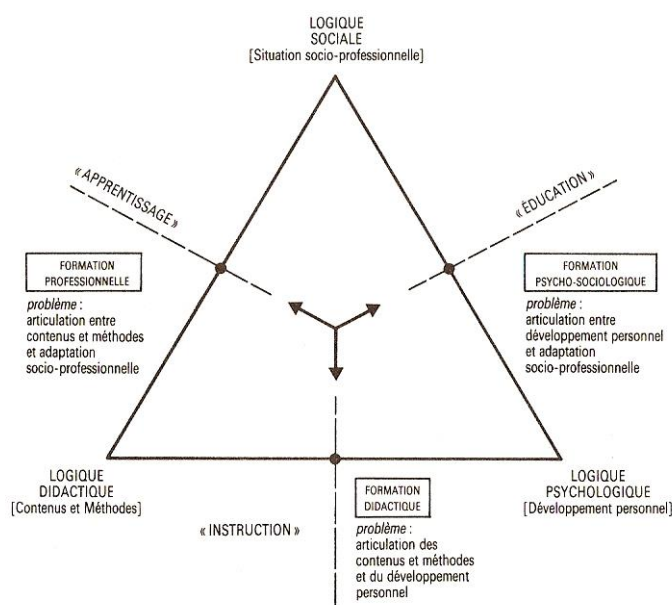 LOGIQUE
SOCIALE
[Situation socio-professionnelle]
« APPRENTISSAGE »
« ÉDUCATION »
FORMATION
PROFESSIONNELLE
problème :
articulation entre
contenus et méthodes
et adaptation
socio-professionnelle
FORMATION
PSYCHO-SOCIOLOGIQUE
problème :
articulation entre
développement personnel
et adaptation
socio-professionnelle
LOGIQUE
DIDACTIQUE
[Contenus et Méthodes]
LOGIQUE
PSYCHOLOGIQUE
[Développement personnel]
« INSTRUCTION »
FORMATION
DIDACTIQUE
problème :
articulation des
contenus et méthodes
et du développement
personnel